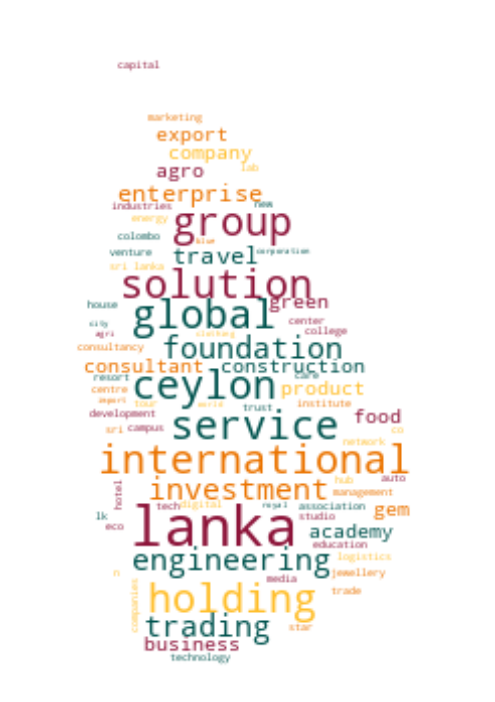 capital
marketing
export
company
agro lab
enterprise
industries new
energy group
colombo blue
venture travel corporation
sri lanka
solution
house global green
city center
agri clothing college
consultancy foundation
consultant construction
resort ceylon care
centre product
import tour world institute
development trust food
sri campus service co
network
international
hotel investment hub auto
management
tech digital royal association gem
lk lanka studio
eco academy
education
engineering logistics
n media jewellery
companies holding trade
trading star
business
technology